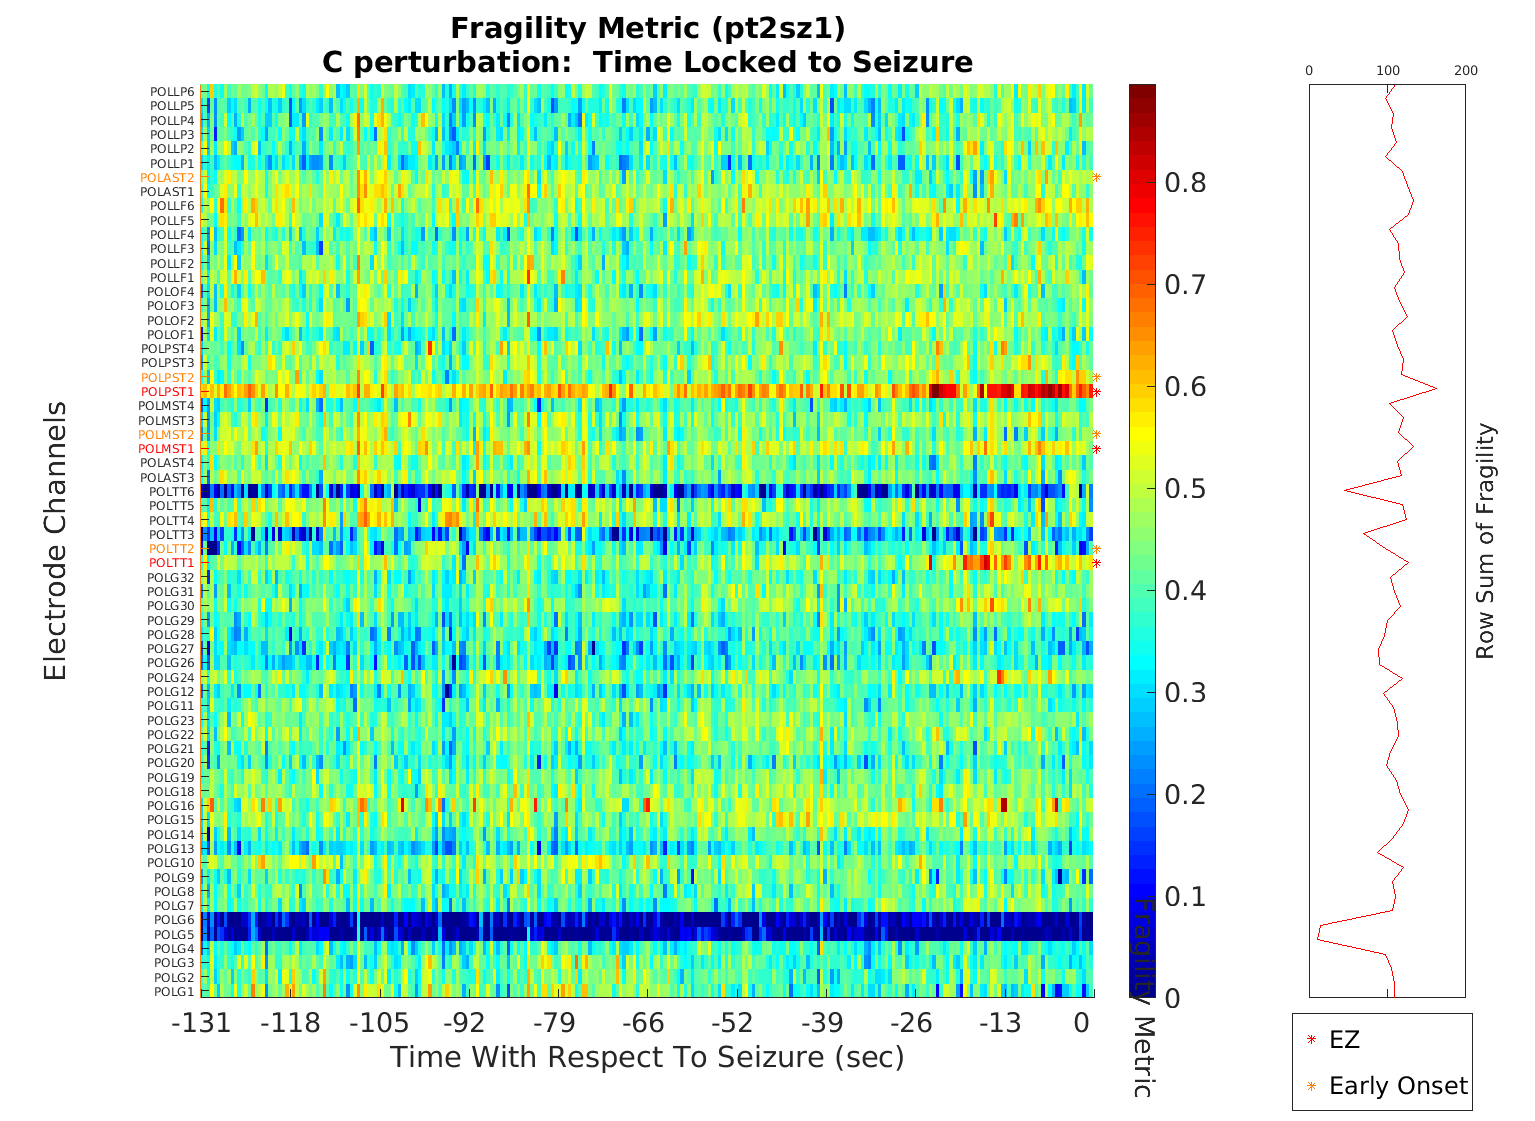 Fragility Metric (pt2sz1)
C perturbation:  Time Locked to Seizure
Electrode Channels
POLLP6
POLLP5
POLLP4
POLLP3
POLLP2
POLLP1
POLAST2
POLAST1
POLLF6
POLLF5
POLLF4
POLLF3
POLLF2
POLLF1
POLOF4
POLOF3
POLOF2
POLOF1
POLPST4
POLPST3
POLPST2
POLPST1
POLMST4
POLMST3
POLMST2
POLMST1
POLAST4
POLAST3
POLTT6
POLTT5
POLTT4
POLTT3
POLTT2
POLTT1
POLG32
POLG31
POLG30
POLG29
POLG28
POLG27
POLG26
POLG24
POLG12
POLG11
POLG23
POLG22
POLG21
POLG20
POLG19
POLG18
POLG16
POLG15
POLG14
POLG13
POLG10
POLG9
POLG8
POLG7
POLG6
POLG5
POLG4
POLG3
POLG2
POLG1
-131 -118 -105 -92 -79 -66 -52 -39 -26 -13 0
Time With Respect To Seizure (sec)
0.8
0.7
0.6
0.5
0.4
0.3
0.2
0.1
0
Fragility Metric
0 100 200
Row Sum of Fragility
EZ
Early Onset